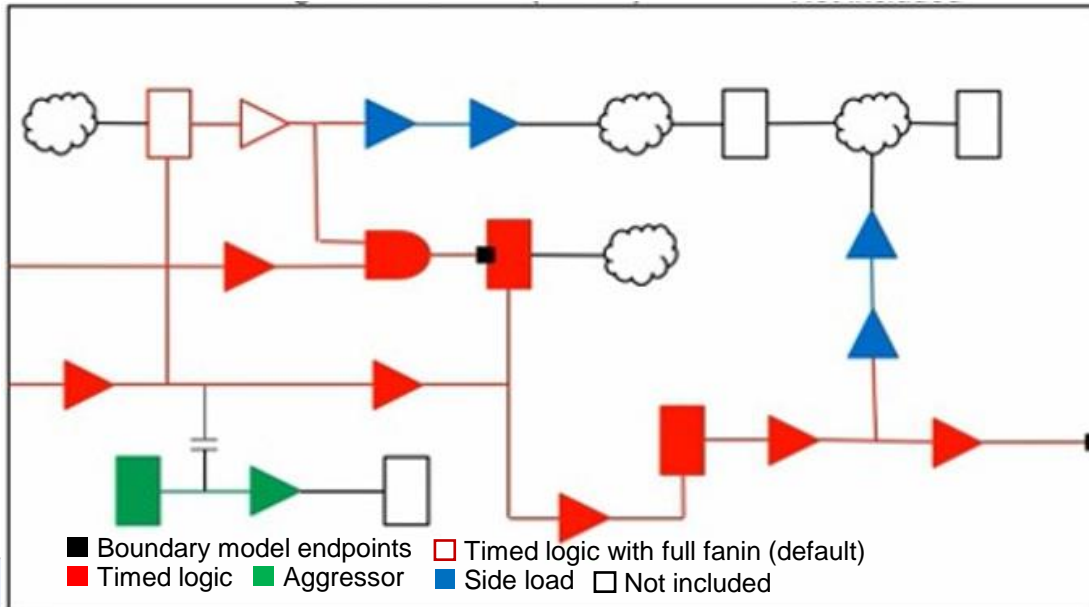 Boundary model endpoints Timed logic with full fanin (default)
Timed logic Aggressor Side load Not included